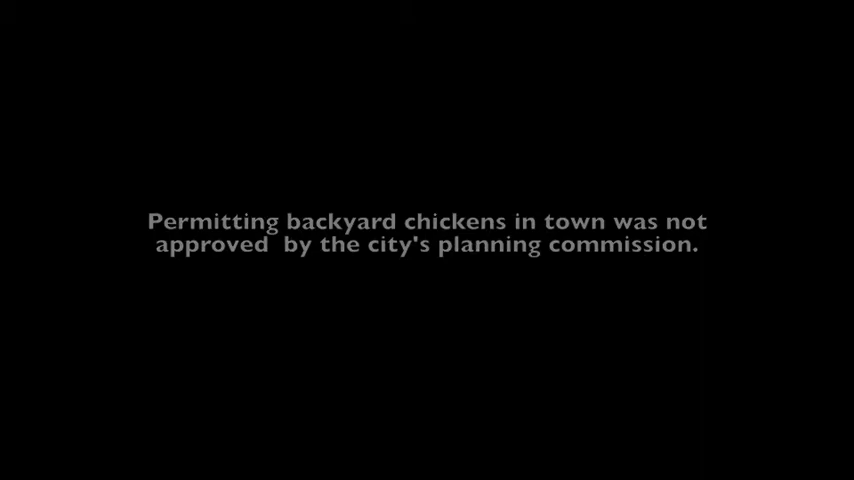 Permitting backyard chickens in town was not
approved  by the city's planning commission.